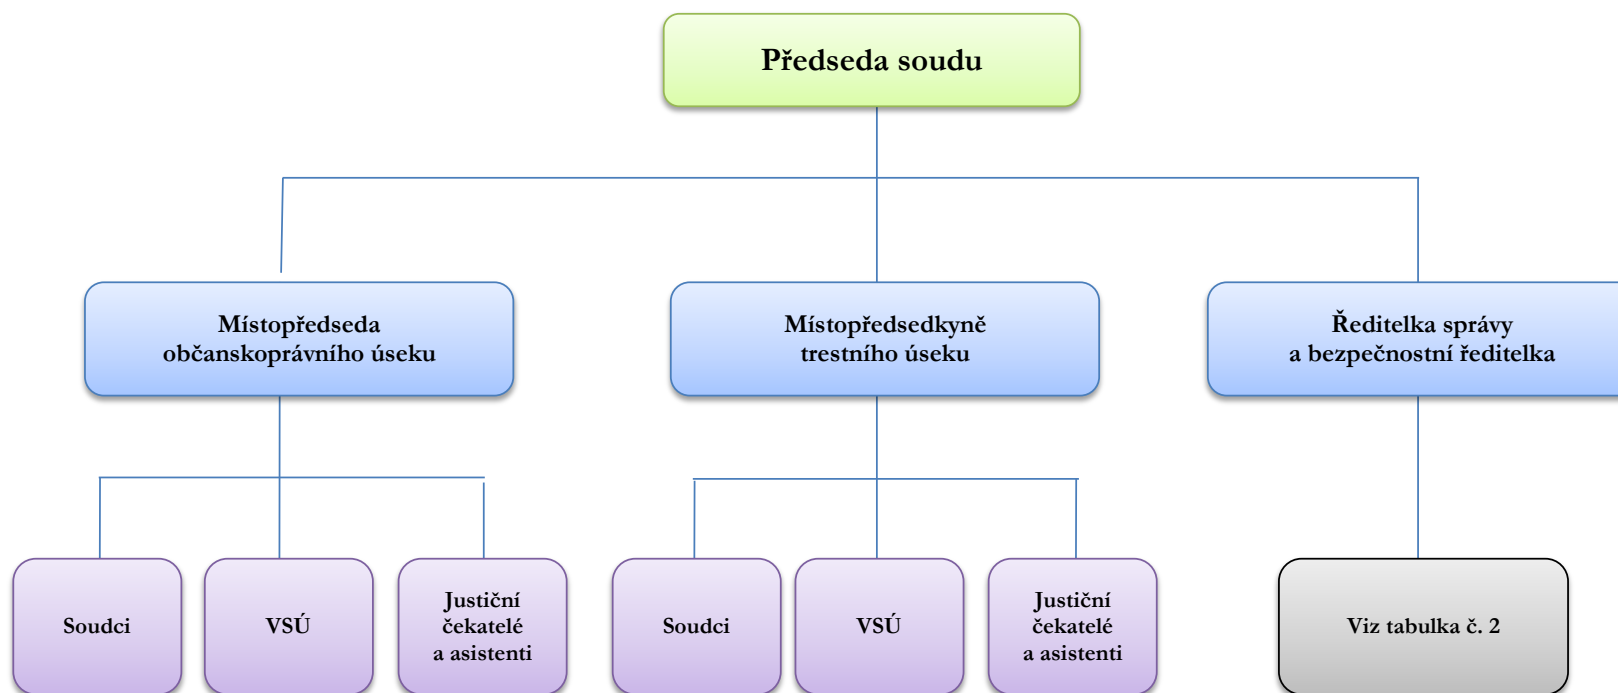 Předseda soudu
Místopředseda
občanskoprávního úseku
Místopředsedkyně
trestního úseku
Ředitelka správy
a bezpečnostní ředitelka
Soudci
VSÚ
Justiční
čekatelé
a asistenti
Soudci
VSÚ
Justiční
čekatelé
a asistenti
Viz tabulka č. 2